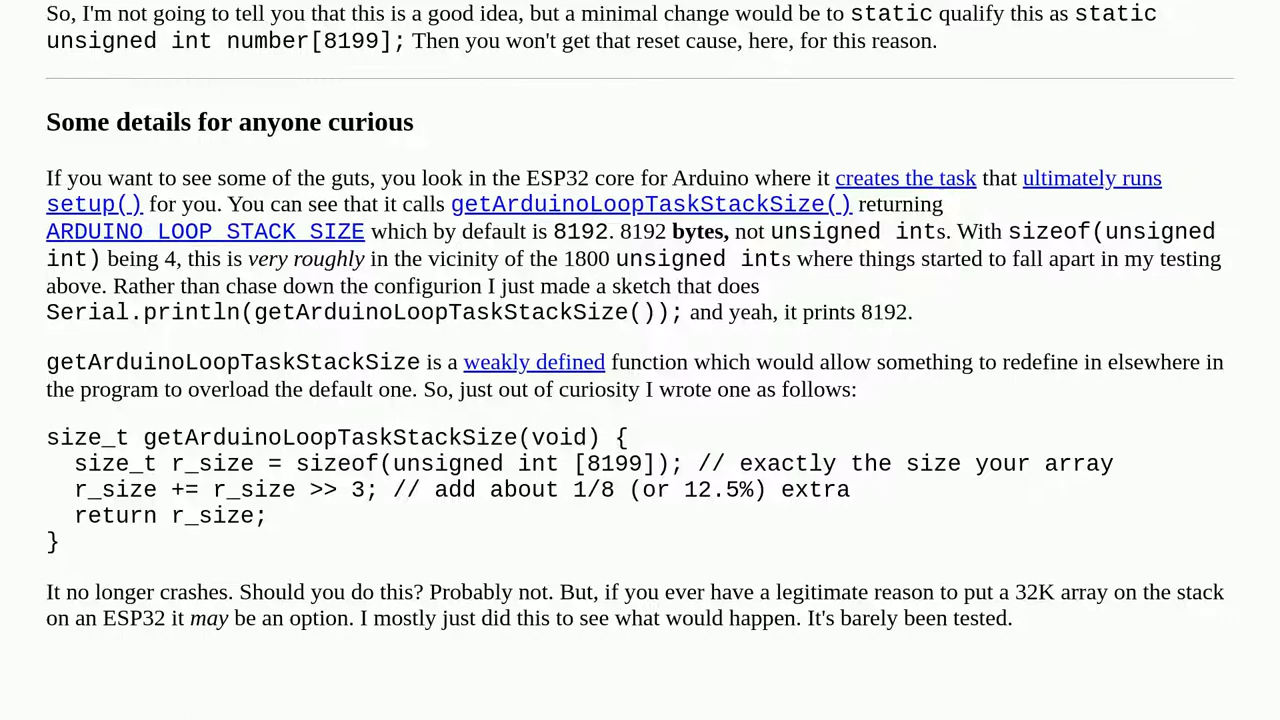 So, I'm not going to tell you that this is a good idea, but a minimal change would be to static qualify this as static
unsigned int number[8199]; Then you won't get that reset cause, here, for this reason.
Some details for anyone curious
If you want to see some of the guts, you look in the ESP32 core for Arduino where it creates the task that ultimately runs
setup() for you. You can see that it calls getArduinoLoopTaskStackSize() returning
ARDUINO_LOOP_STACK_SIZE which by default is 8192. 8192 bytes, not unsigned ints. With sizeof(unsigned
int) being 4, this is very roughly in the vicinity of the 1800 unsigned ints where things started to fall apart in my testing
above. Rather than chase down the configurion I just made a sketch that does
Serial.println(getArduinoLoopTaskStackSize()); and yeah, it prints 8192.
getArduinoLoopTaskStackSize is a weakly defined function which would allow something to redefine in elsewhere in
the program to overload the default one. So, just out of curiosity I wrote one as follows:
size_t getArduinoLoopTaskStackSize(void) {
  size_t r_size = sizeof(unsigned int [8199]); // exactly the size your array
  r_size += r_size >> 3; // add about 1/8 (or 12.5%) extra
  return r_size;
}
It no longer crashes. Should you do this? Probably not. But, if you ever have a legitimate reason to put a 32K array on the stack
on an ESP32 it may be an option. I mostly just did this to see what would happen. It's barely been tested.